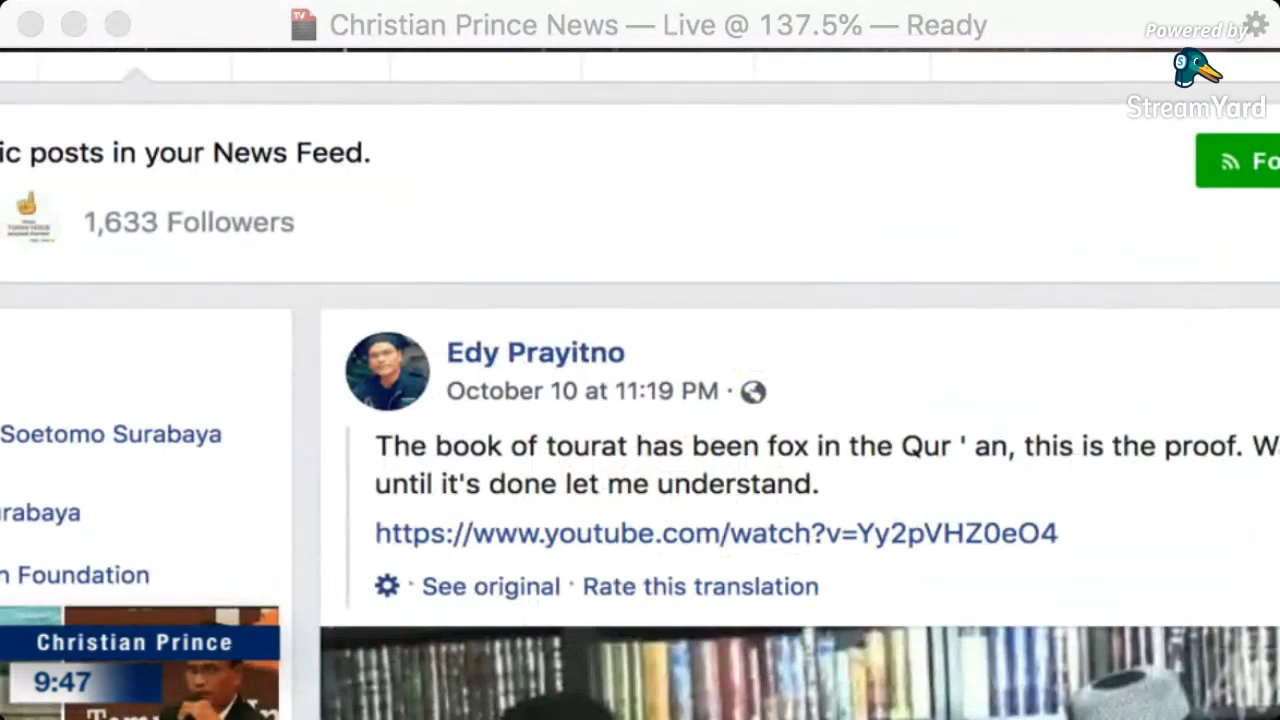 Christian Prince News — Live @ 137.5% — Ready
Powered by
StreamYard
ic posts in your News Feed.
Fo
1,633 Followers
Edy Prayitno
October 10 at 11:19 PM ·
Soetomo Surabaya
The book of tourat has been fox in the Qur ' an, this is the proof. W
until it's done let me understand.
rabaya
https://www.youtube.com/watch?v=Yy2pVHZ0eO4
n Foundation
· See original · Rate this translation
Christian Prince
9:47